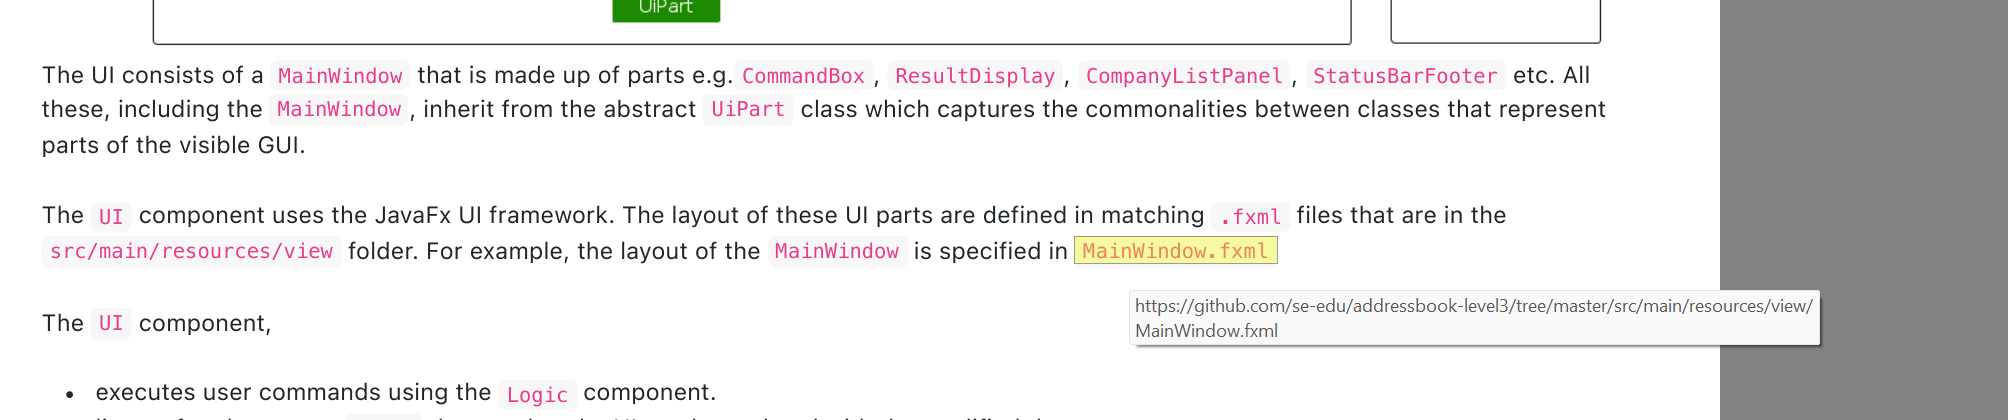 UiPart
The UI consists of a MainWindow that is made up of parts e.g. CommandBox , ResultDisplay , CompanyListPanel , StatusBarFooter etc. All
these, including the MainWindow , inherit from the abstract UiPart class which captures the commonalities between classes that represent
parts of the visible GUI.
The UI component uses the JavaFx UI framework. The layout of these UI parts are defined in matching .fxml files that are in the
src/main/resources/view folder. For example, the layout of the MainWindow is specified in MainWindow.fxml
https://github.com/se-edu/addressbook-level3/tree/master/src/main/resources/view/
MainWindow.fxml
The UI component,
• executes user commands using the Logic component.